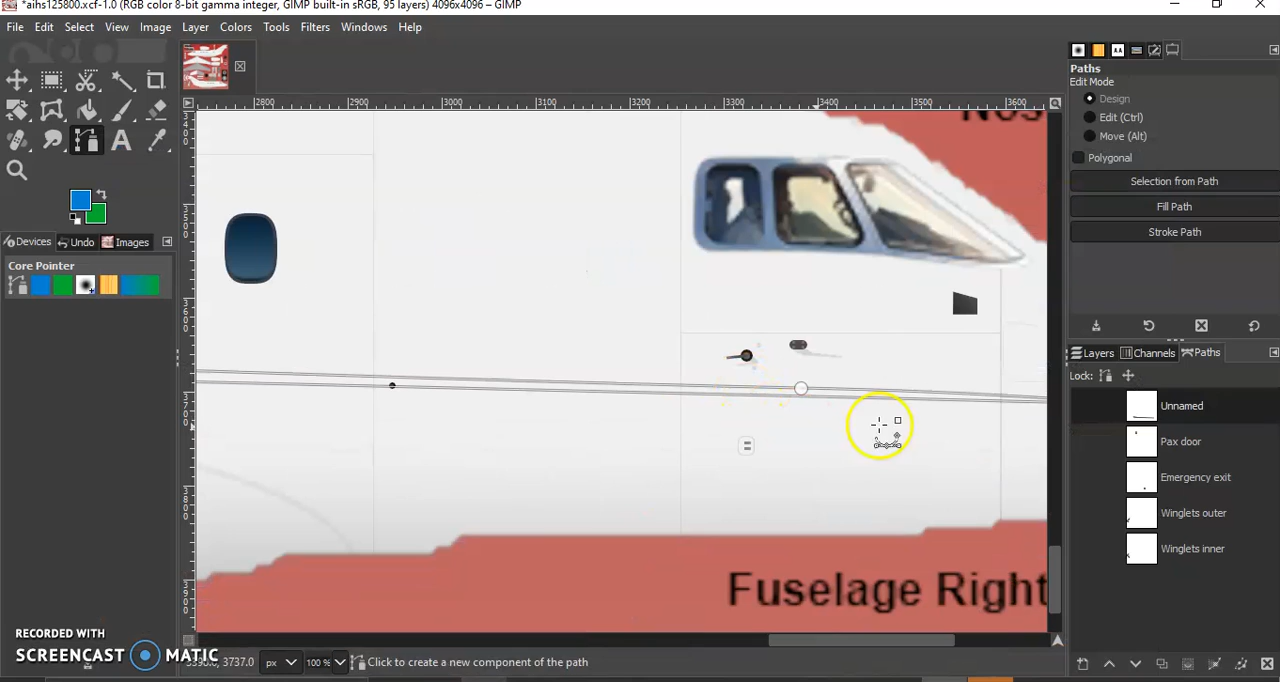 *aihs125800.xcf-1.0 (RGB color 8-bit gamma integer, GIMP built-in sRGB, 95 layers) 4096x4096 – GIMP
File Edit Select View Image Layer Colors Tools Filters Windows Help
Paths
Edit Mode
Design
Edit (Ctrl)
Move (Alt)
Polygonal
Selection from Path
Fill Path
Stroke Path
2800 2900 3000 3100 3200 3300 3400 3500 3600
Devices Undo Images
Core Pointer
Layers Channels Paths
Lock:
Unnamed
Pax door
Emergency exit
Winglets outer
Winglets inner
Fuselage Right
RECORDED WITH
SCREENCAST MATIC
3737.0 px 100 % Click to create a new component of the path